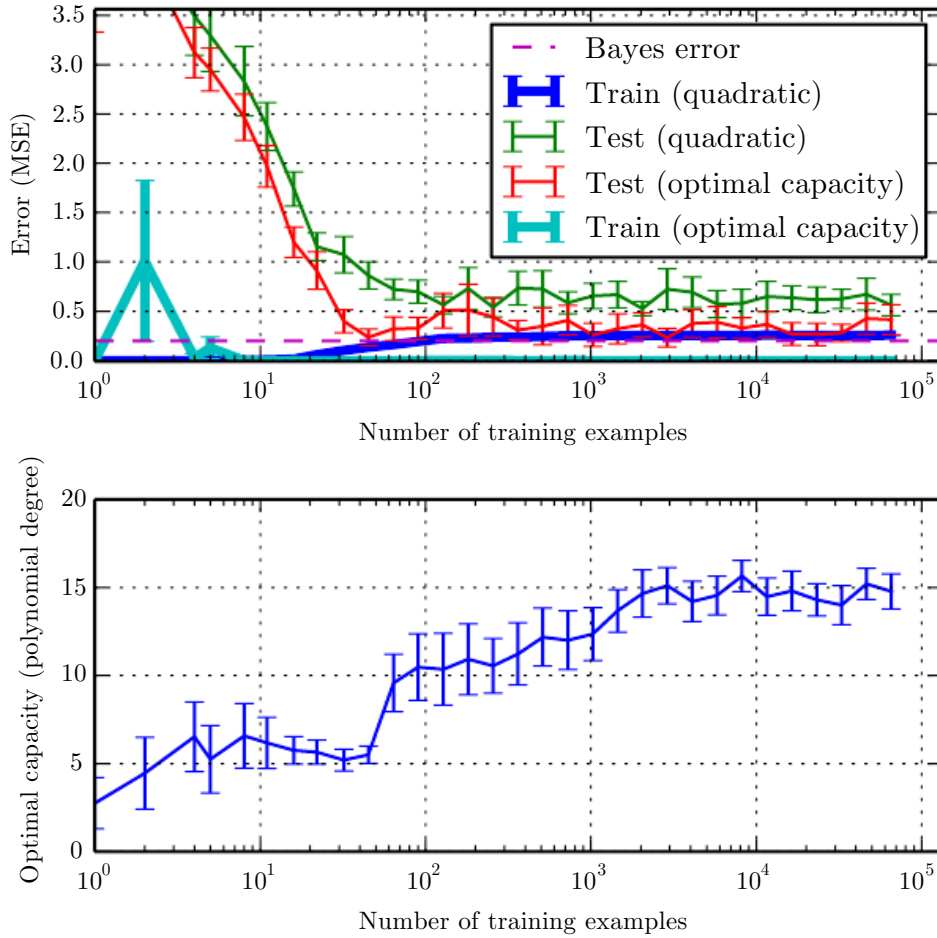 Error (MSE)
3.5
3.0
2.5
2.0
1.5
1.0
0.5
0.0
Bayes error
Train (quadratic)
Test (quadratic)
Test (optimal capacity)
Train (optimal capacity)
10^0 10^1 10^2 10^3 10^4 10^5
Number of training examples
Optimal capacity (polynomial degree)
20
15
10
5
0
10^0 10^1 10^2 10^3 10^4 10^5
Number of training examples